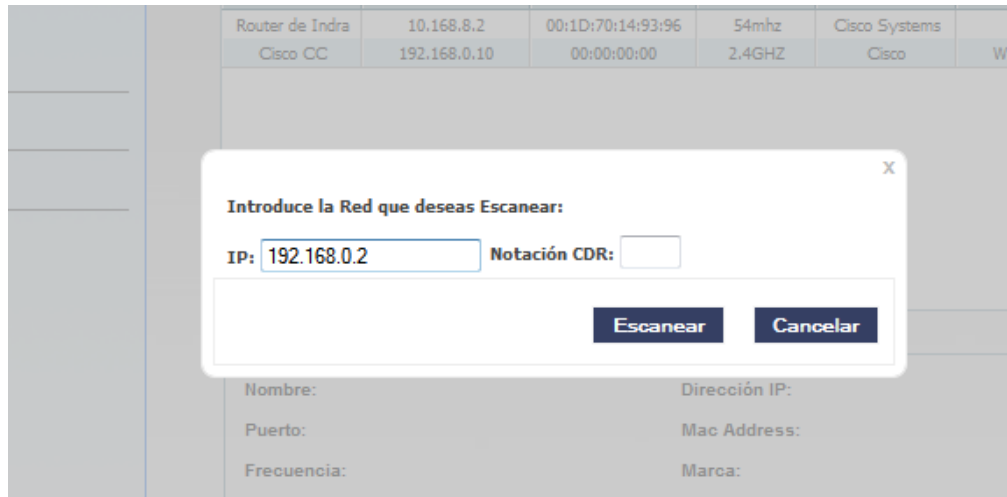 Router de Indra 10.168.8.2 00:1D:70:14:93:96 54mhz Cisco Systems
Cisco CC 192.168.0.10 00:00:00:00 2.4GHZ Cisco W
x
Introduce la Red que deseas Escanear:
IP: 192.168.0.2 Notación CDR:
Escanear Cancelar
Nombre: Dirección IP:
Puerto: Mac Address:
Frecuencia: Marca: